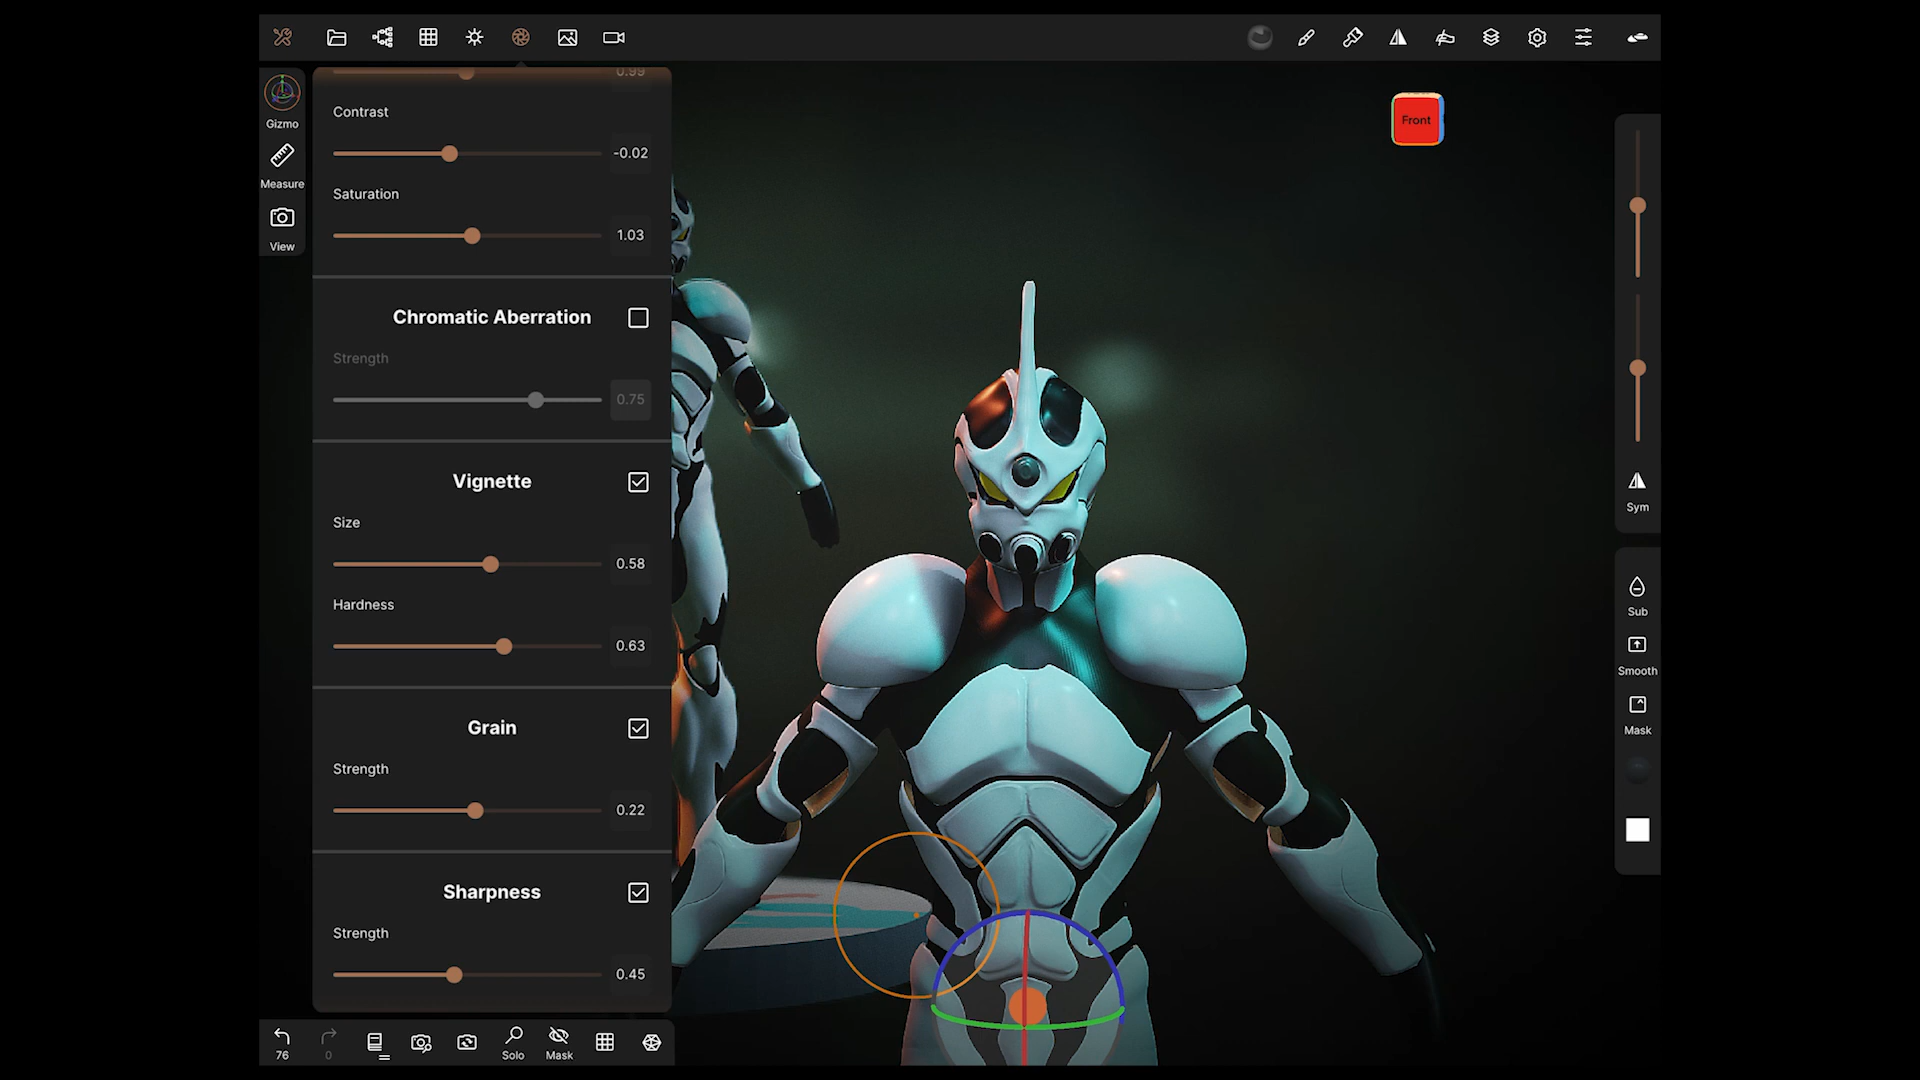 0.99
Contrast
-0.02
Saturation
1.03
Chromatic Aberration
Strength
0.75
Vignette
Size
0.58
Hardness
0.63
Grain
Strength
0.22
Sharpness
Strength
0.45
Gizmo
Measure
View
Front
Sym
Sub
Smooth
Mask
76
0
Solo
Mask